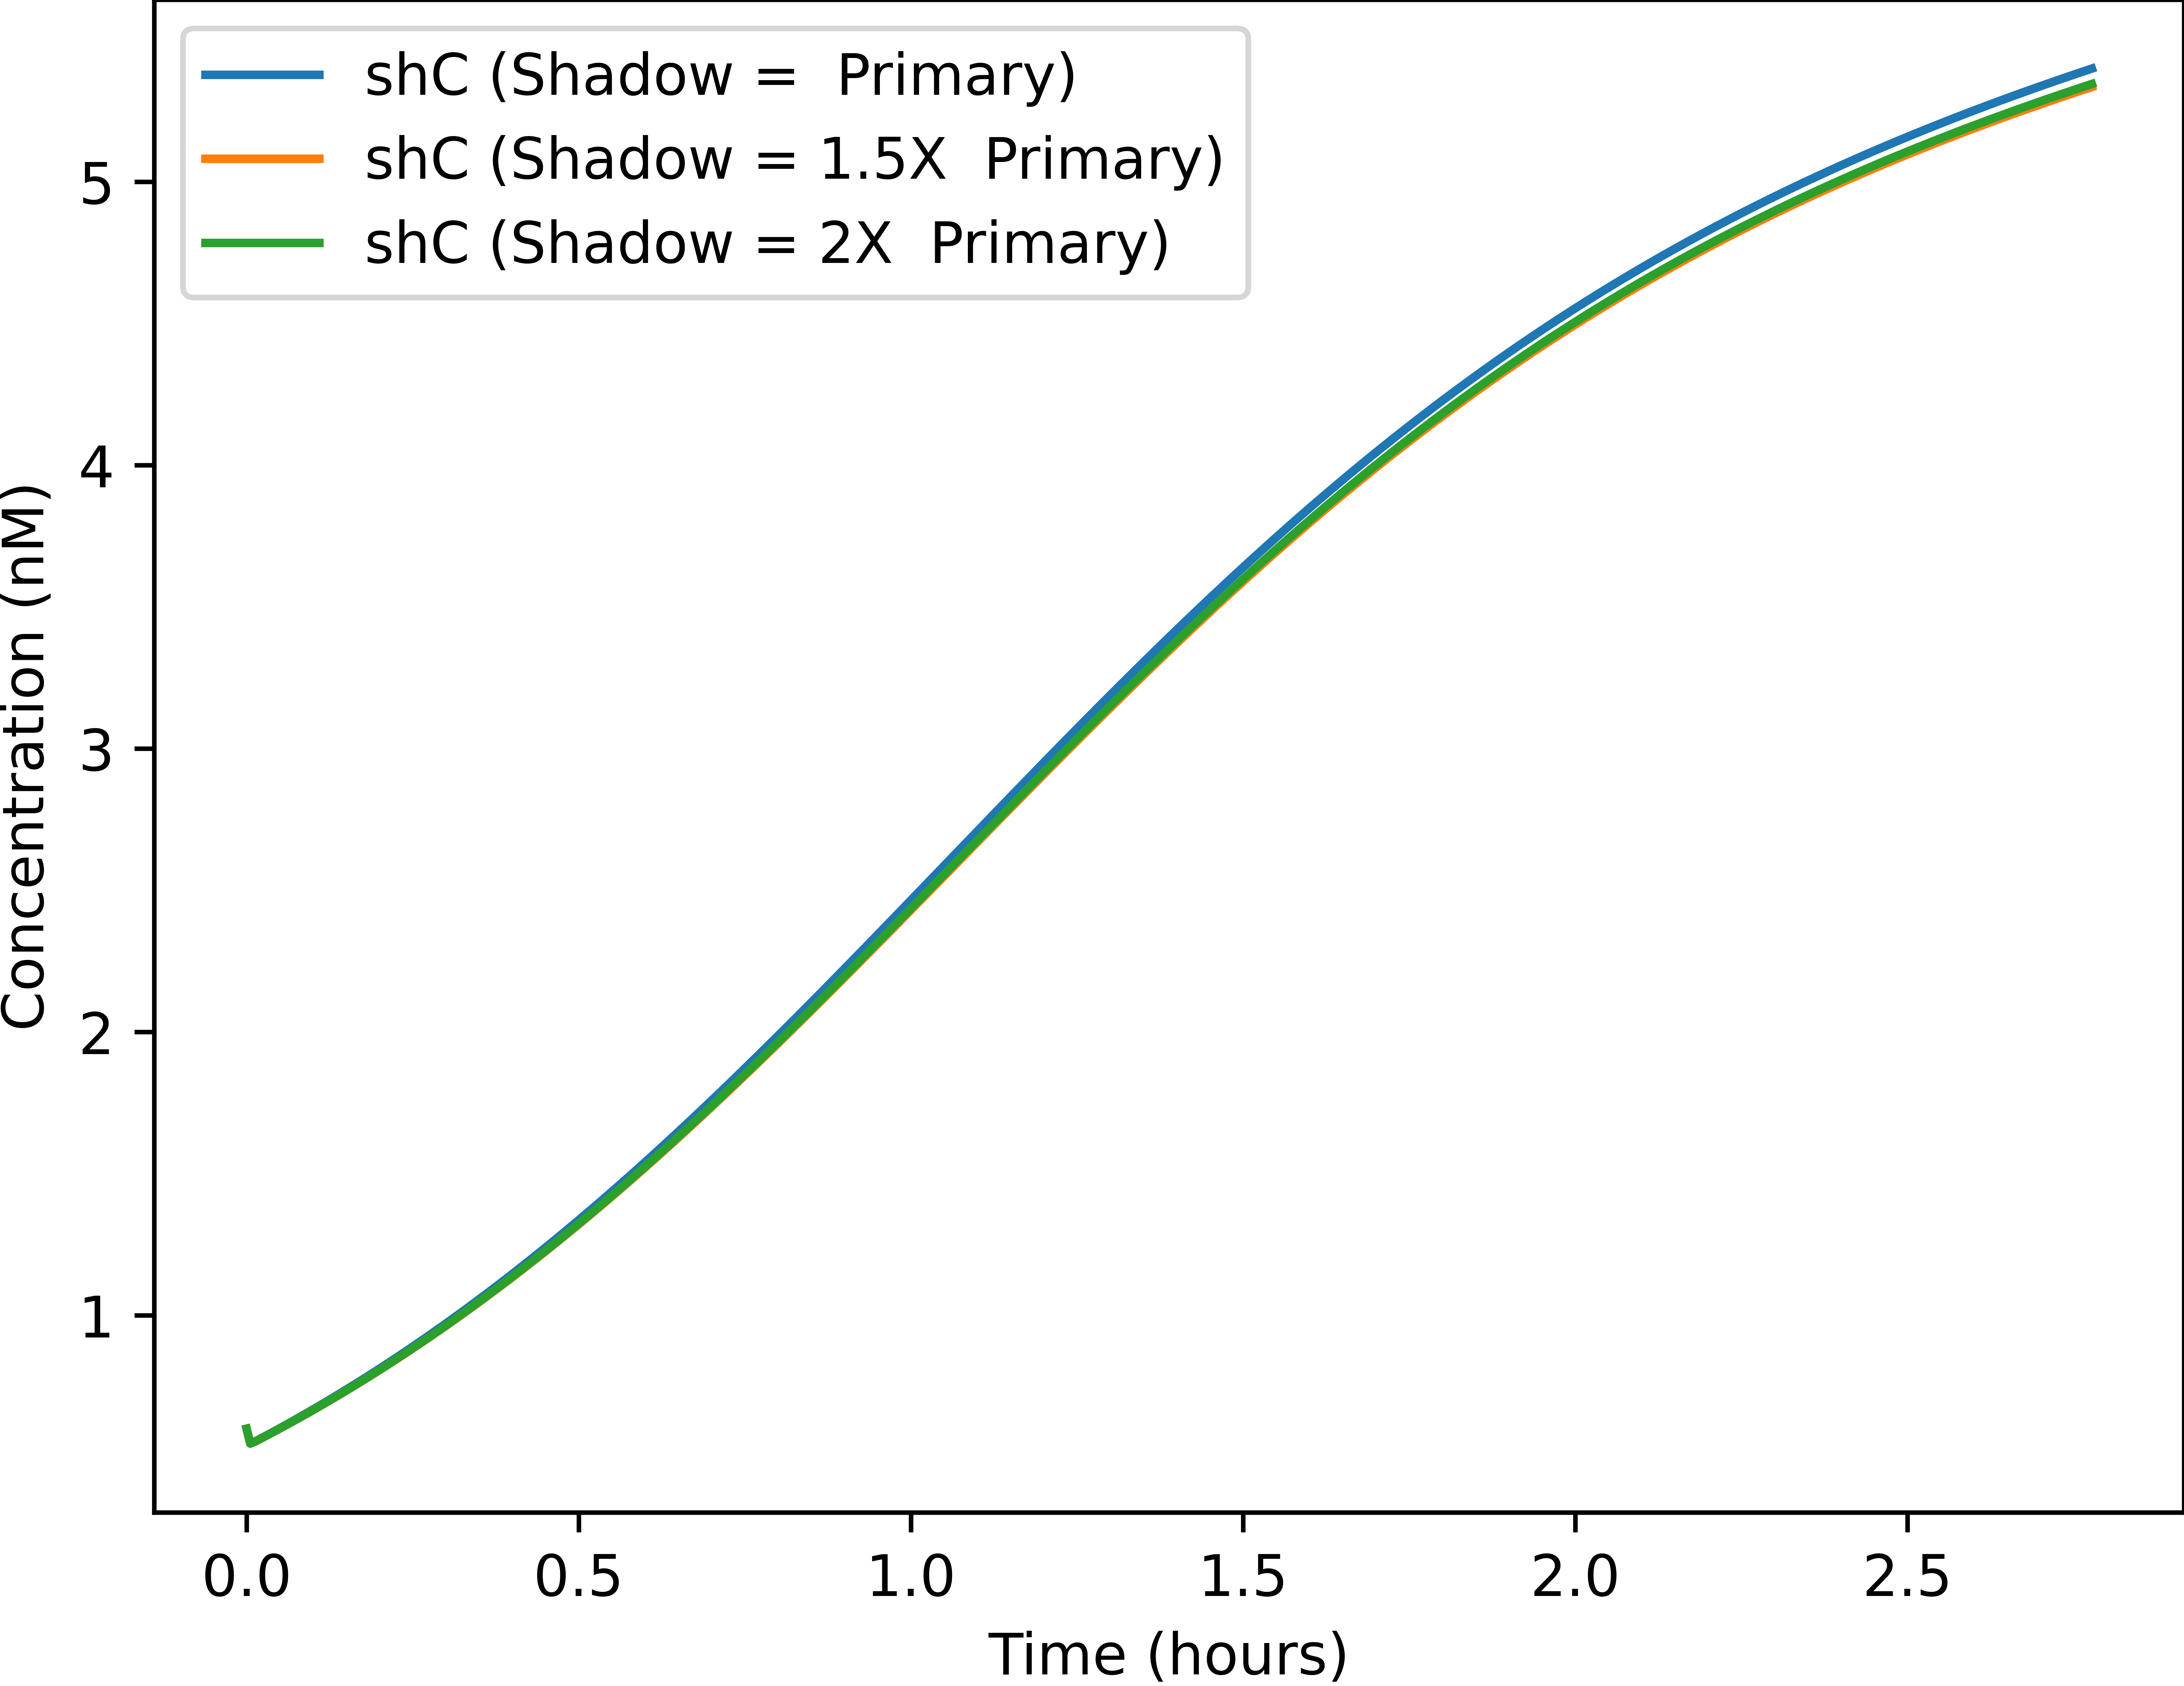 shC (Shadow =  Primary)
shC (Shadow = 1.5X  Primary)
shC (Shadow = 2X  Primary)
5
4
3
2
1
Concentration (nM)
0.0 0.5 1.0 1.5 2.0 2.5
Time (hours)